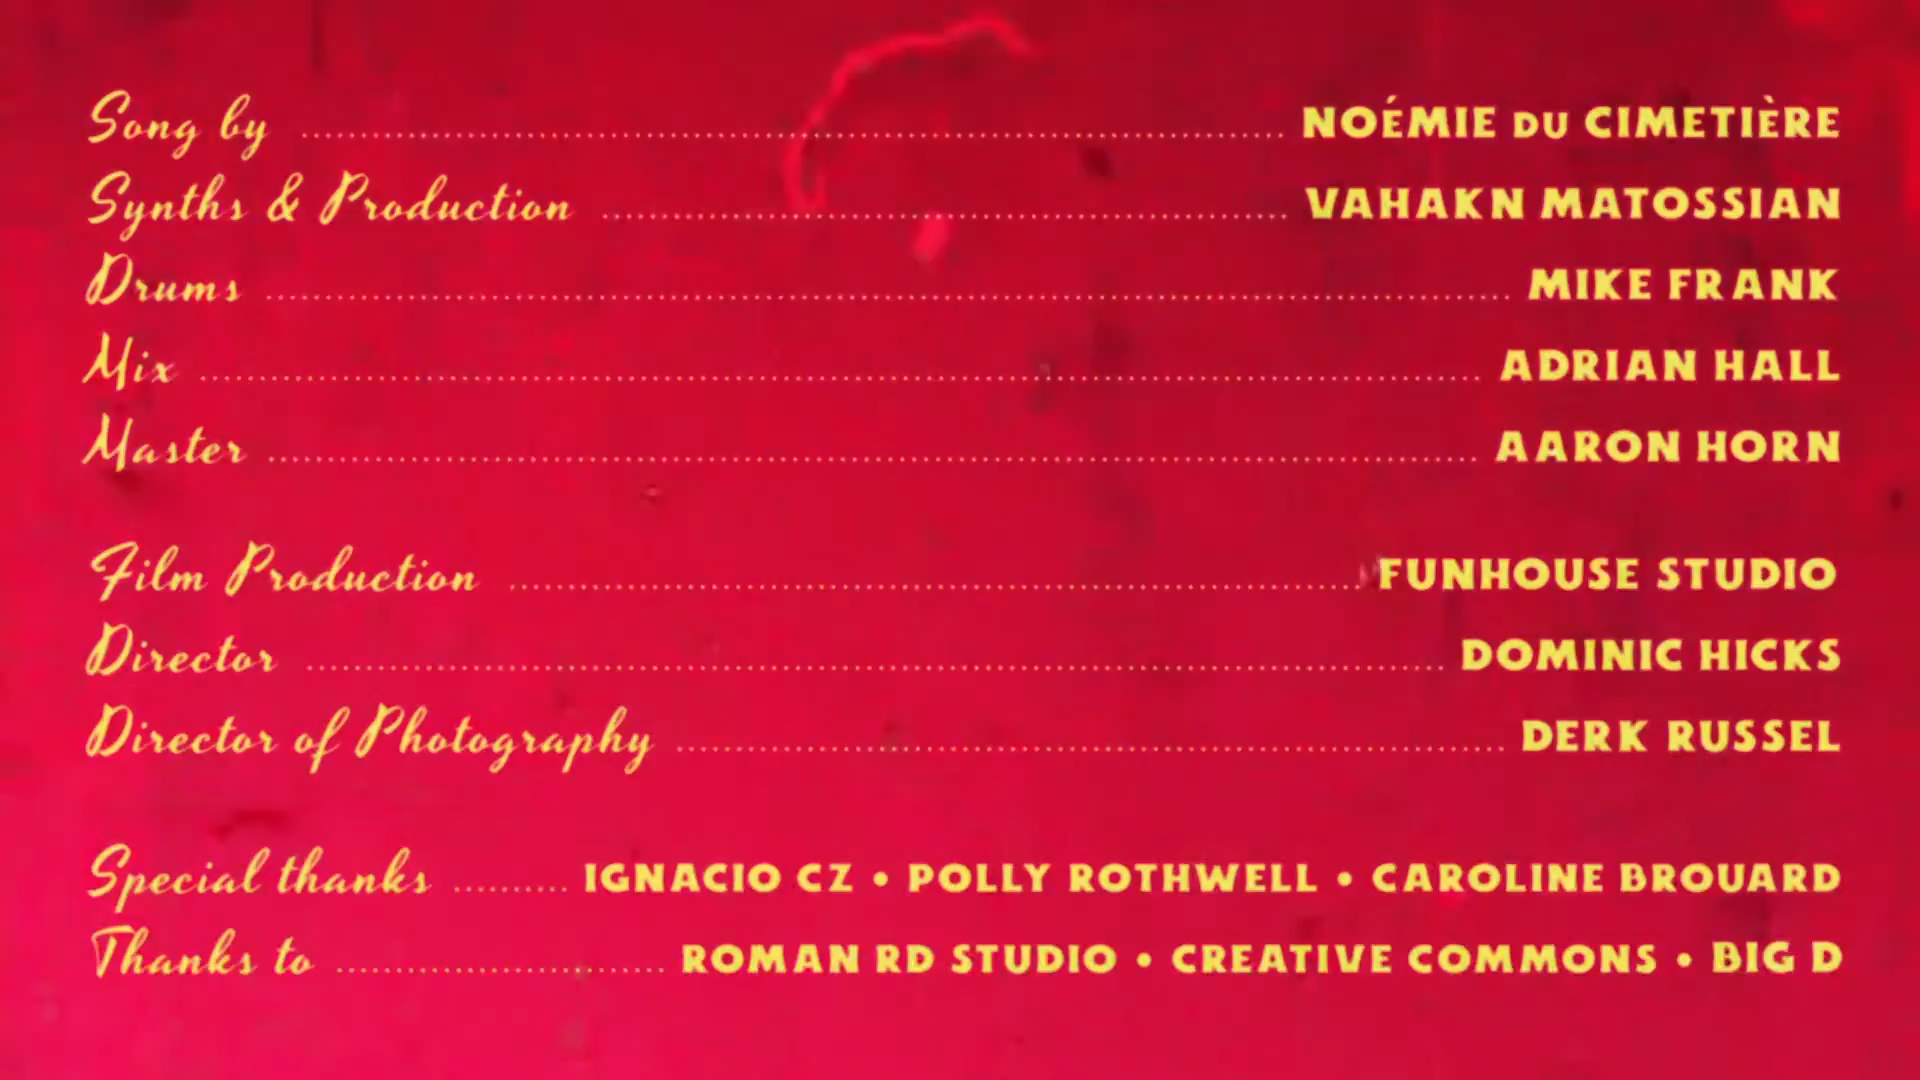 Song by ........ NOÉMIE DU CIMETIÈRE
Synths & Production ........ VAHAKN MATOSSIAN
Drums ........ MIKE FRANK
Mix ........ ADRIAN HALL
Master ........ AARON HORN
Film Production ........ FUNHOUSE STUDIO
Director ........ DOMINIC HICKS
Director of Photography ........ DERK RUSSEL
Special thanks ........ IGNACIO CZ • POLLY ROTHWELL • CAROLINE BROUARD
Thanks to ........ ROMAN RD STUDIO • CREATIVE COMMONS • BIG D